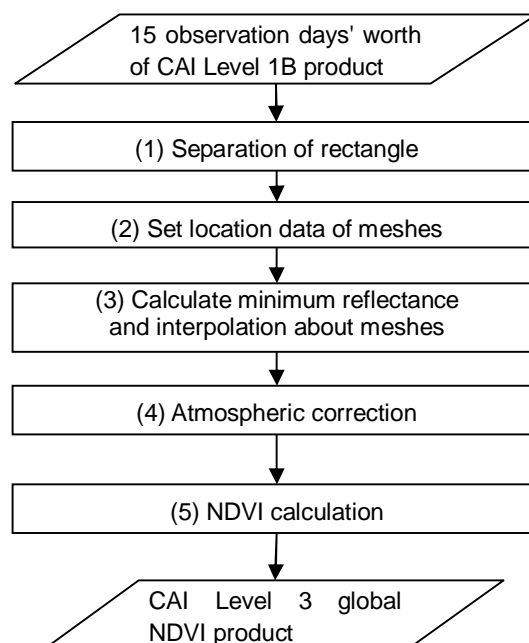 15 observation days' worth
of CAI Level 1B product
(1) Separation of rectangle
(2) Set location data of meshes
(3) Calculate minimum reflectance
and interpolation about meshes
(4) Atmospheric correction
(5) NDVI calculation
CAI Level 3 global
NDVI product